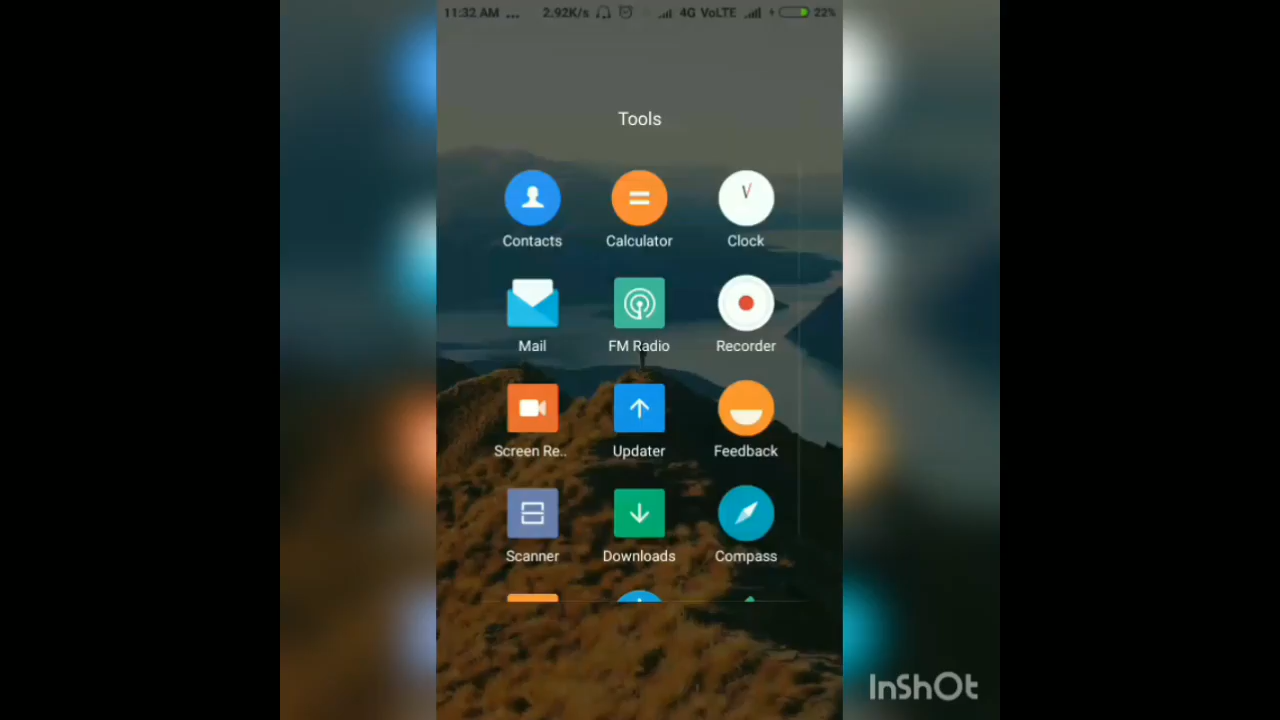 11:32 AM ... 2.92K/s 4G VoLTE 22%
Tools
Contacts Calculator Clock
Mail FM Radio Recorder
Screen Re.. Updater Feedback
Scanner Downloads Compass
InShOt